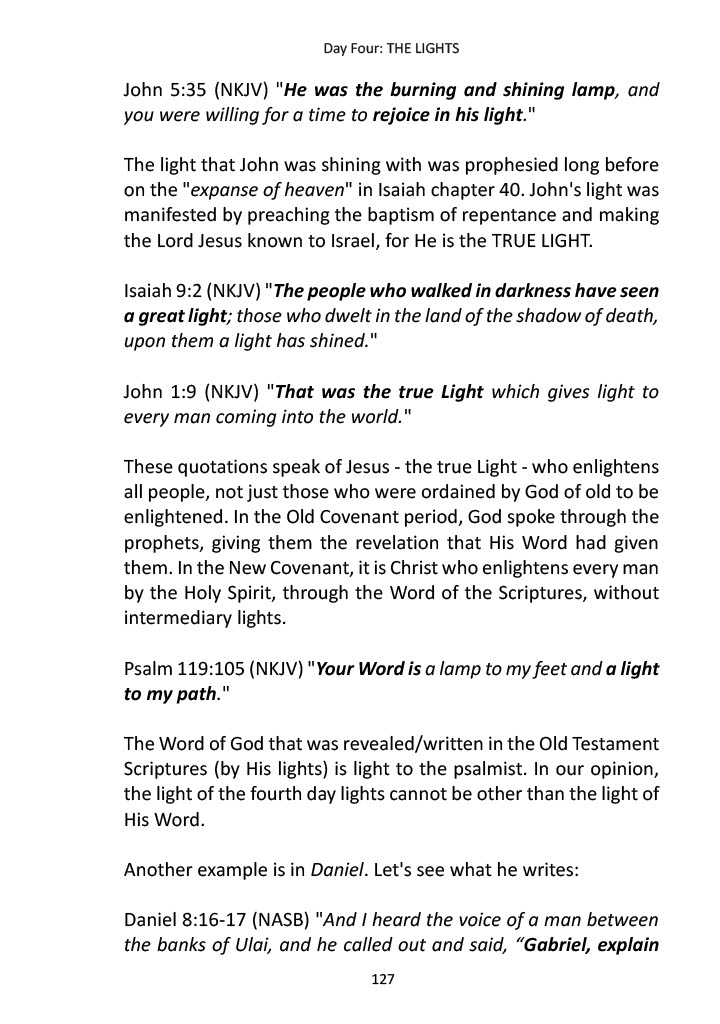 Day Four: THE LIGHTS
John 5:35 (NKJV) "He was the burning and shining lamp, and
you were willing for a time to rejoice in his light."
The light that John was shining with was prophesied long before
on the "expanse of heaven" in Isaiah chapter 40. John's light was
manifested by preaching the baptism of repentance and making
the Lord Jesus known to Israel, for He is the TRUE LIGHT.
Isaiah 9:2 (NKJV) "The people who walked in darkness have seen
a great light; those who dwelt in the land of the shadow of death,
upon them a light has shined."
John 1:9 (NKJV) "That was the true Light which gives light to
every man coming into the world."
These quotations speak of Jesus - the true Light - who enlightens
all people, not just those who were ordained by God of old to be
enlightened. In the Old Covenant period, God spoke through the
prophets, giving them the revelation that His Word had given
them. In the New Covenant, it is Christ who enlightens every man
by the Holy Spirit, through the Word of the Scriptures, without
intermediary lights.
Psalm 119:105 (NKJV) "Your Word is a lamp to my feet and a light
to my path."
The Word of God that was revealed/written in the Old Testament
Scriptures (by His lights) is light to the psalmist. In our opinion,
the light of the fourth day lights cannot be other than the light of
His Word.
Another example is in Daniel. Let's see what he writes:
Daniel 8:16-17 (NASB) "And I heard the voice of a man between
the banks of Ulai, and he called out and said, “Gabriel, explain
127